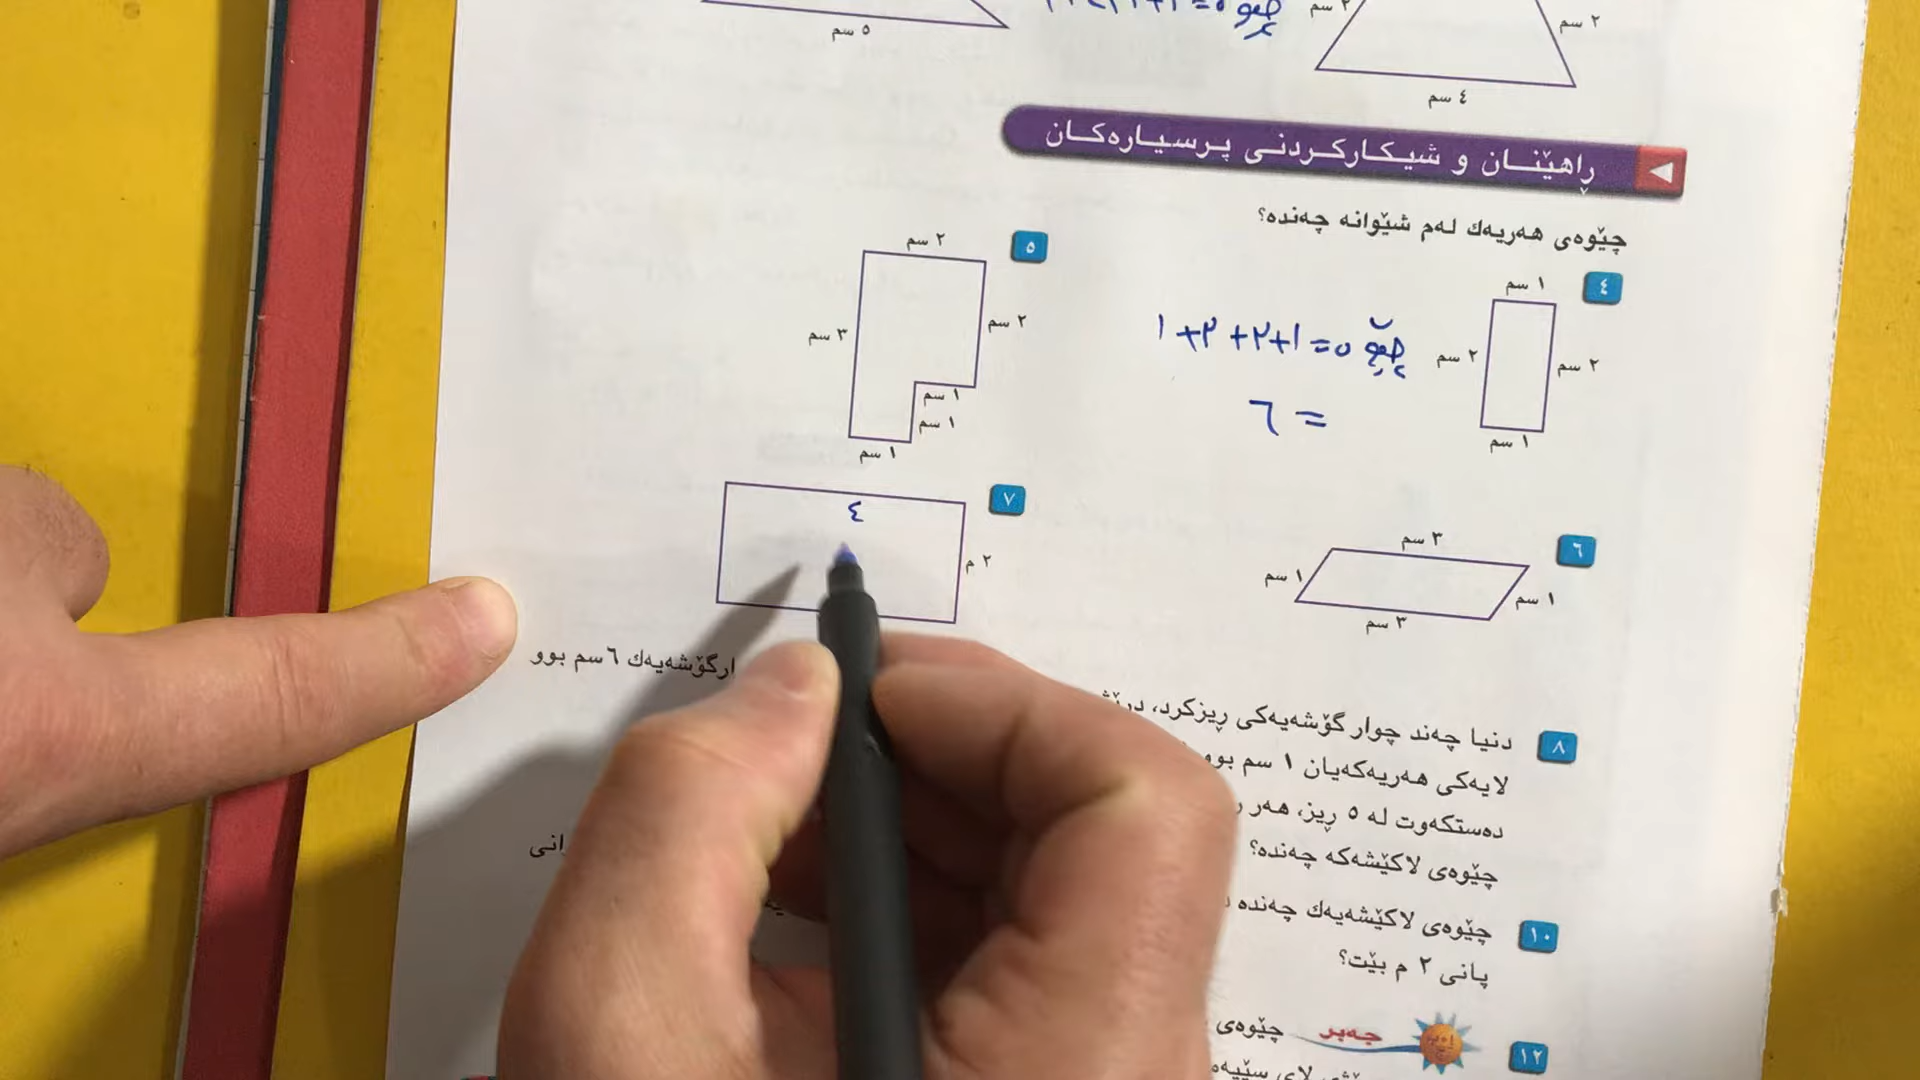 ٥ سم
٢ سم
٤ سم
ڕاهێنان و شیکارکردنی پرسیارەکان
چێوەی هەریەك لەم شێوانە چەندە؟
٤
١ سم
٢ سم
٢ سم
١ سم
١+٢+٢+١=
= ٦
٥
٢ سم
٣ سم
٢ سم
١ سم
١ سم
١ سم
٦
٣ سم
١ سم
١ سم
٣ سم
٧
٤
٢ م
٨
دنیا چەند چوار گۆشەیەکی ڕیزکرد،
ارگۆشەیەك ٦ سم بوو
لایەکی هەریەکەیان ١ سم بوو
دەستکەوت لە ٥ ڕیز، هەر
چێوەی لاکێشەکە چەندە؟
١٠
چێوەی لاکێشەیەك چەندە
پانی ٢ م بێت؟
١٢
جەبر
چێوەی